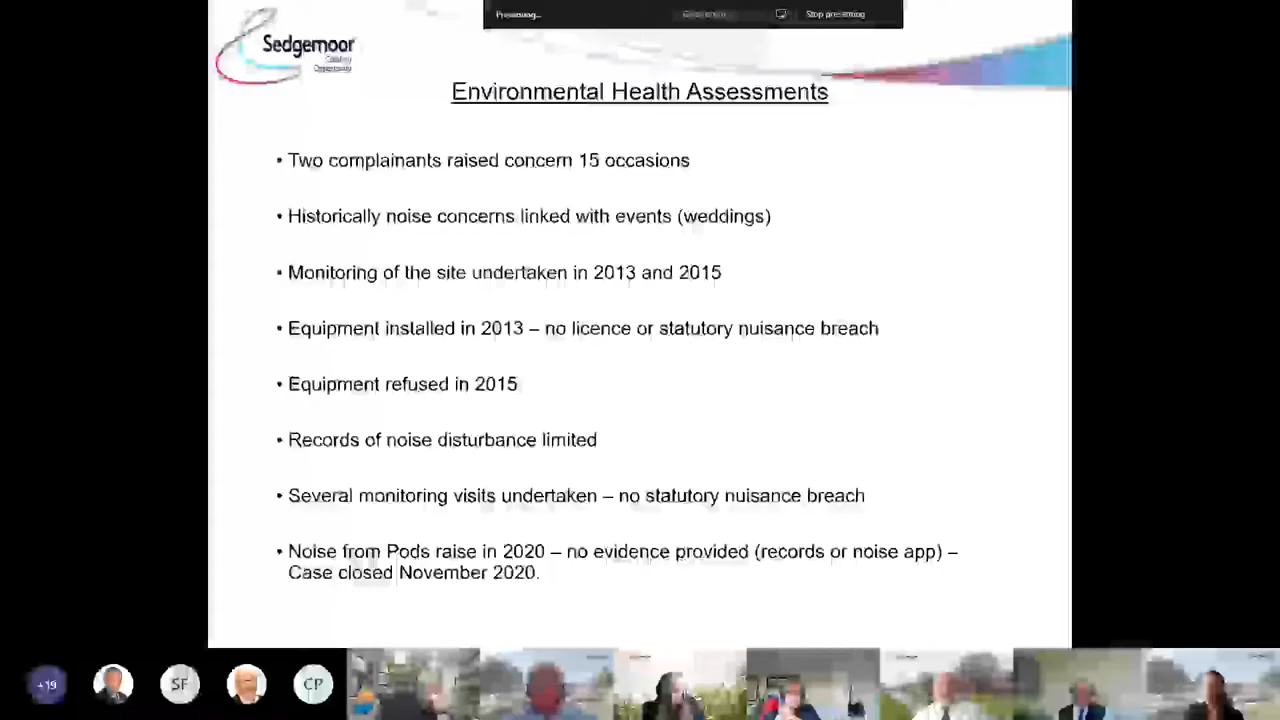 Presenting...
Stop presenting
Sedgemoor
Environmental Health Assessments
• Two complainants raised concern 15 occasions
• Historically noise concerns linked with events (weddings)
• Monitoring of the site undertaken in 2013 and 2015
• Equipment installed in 2013 – no licence or statutory nuisance breach
• Equipment refused in 2015
• Records of noise disturbance limited
• Several monitoring visits undertaken – no statutory nuisance breach
• Noise from Pods raise in 2020 – no evidence provided (records or noise app) –
Case closed November 2020.
+19
SF
CP